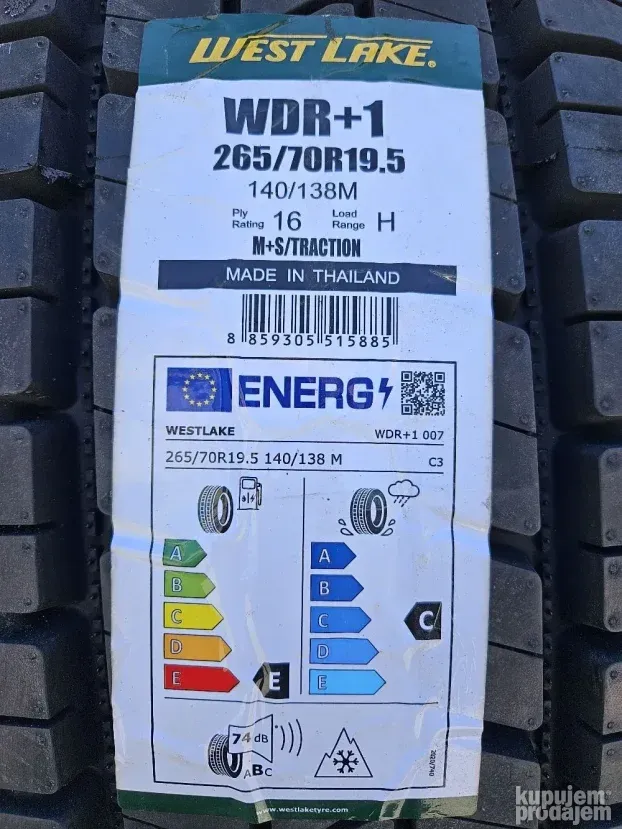 WEST LAKE®
WDR+1
265/70R19.5
140/138M
Ply Rating 16 Load Range H
M+S/TRACTION
MADE IN THAILAND
8 859305 515885
ENERG
WESTLAKE WDR+1 007
265/70R19.5 140/138 M C3
A A
B B
C C C
D D
E E E
74 dB
ABC
2020/740
www.westlaketyre.com
kupujem
prodajem